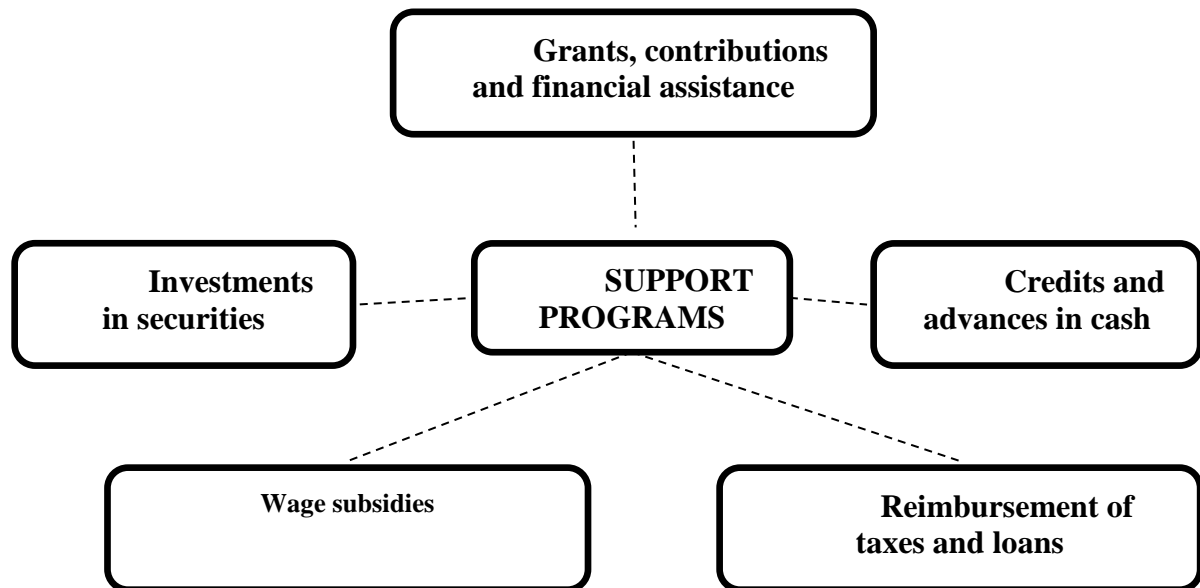 Grants, contributions
and financial assistance
Investments
in securities
SUPPORT
PROGRAMS
Credits and
advances in cash
Wage subsidies
Reimbursement of
taxes and loans